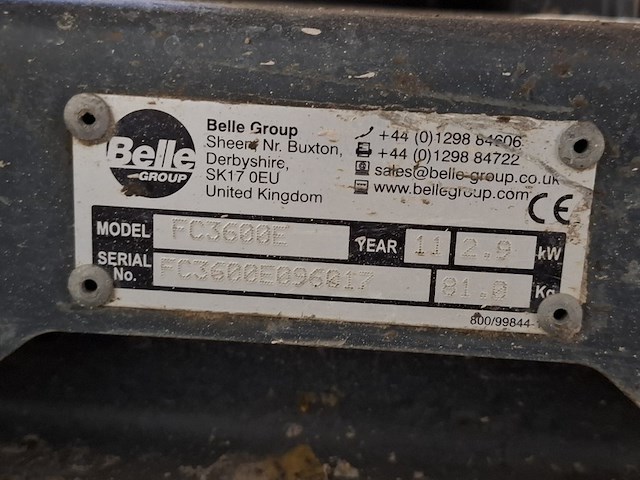 Belle
GROUP
Belle Group
Sheen, Nr. Buxton,
Derbyshire,
SK17 0EU
United Kingdom
+44 (0)1298 84606
+44 (0)1298 84722
sales@belle-group.co.uk
www.bellegroup.com
CE
MODEL FC3600E YEAR 11 2.9 kW
SERIAL No. FC3600E096017 81.0 Kg
800/99844